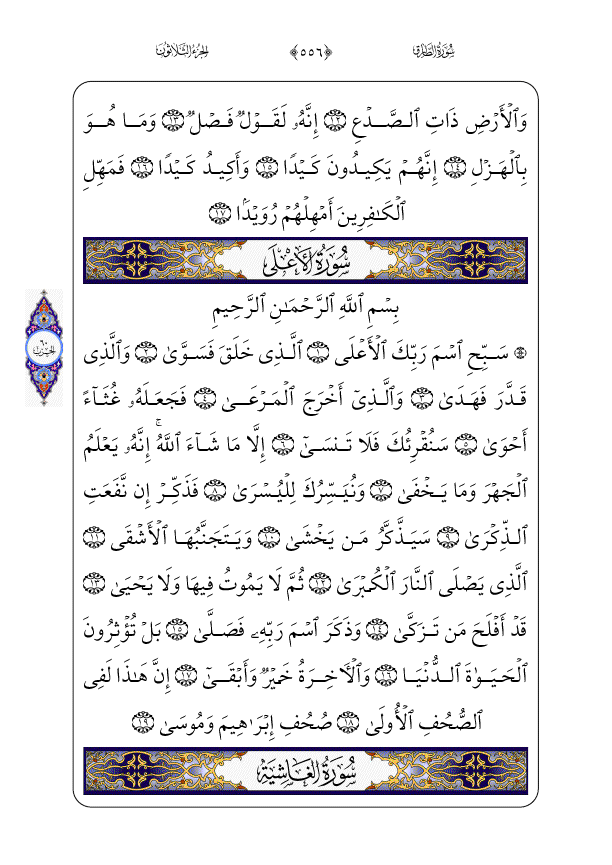 سُورَةُ الطَّارِقِ ﴿٥٥٦﴾ الجُزْءُ الثَّلَاثُونَ
وَٱلْأَرْضِ ذَاتِ ٱلصَّدْعِ ١٢ إِنَّهُۥ لَقَوْلٌ فَصْلٌ ١٣ وَمَا هُوَ
بِٱلْهَزْلِ ١٤ إِنَّهُمْ يَكِيدُونَ كَيْدًا ١٥ وَأَكِيدُ كَيْدًا ١٦ فَمَهِّلِ
ٱلْكَـٰفِرِينَ أَمْهِلْهُمْ رُوَيْدًۢا ١٧
سُورَةُ الأَعْلَى
بِسْمِ ٱللَّهِ ٱلرَّحْمَـٰنِ ٱلرَّحِيمِ
۞ سَبِّحِ ٱسْمَ رَبِّكَ ٱلْأَعْلَى ١ ٱلَّذِى خَلَقَ فَسَوَّىٰ ٢ وَٱلَّذِى
قَدَّرَ فَهَدَىٰ ٣ وَٱلَّذِىٓ أَخْرَجَ ٱلْمَرْعَىٰ ٤ فَجَعَلَهُۥ غُثَآءً
أَحْوَىٰ ٥ سَنُقْرِئُكَ فَلَا تَنسَىٰٓ ٦ إِلَّا مَا شَآءَ ٱللَّهُ ۚ إِنَّهُۥ يَعْلَمُ
ٱلْجَهْرَ وَمَا يَخْفَىٰ ٧ وَنُيَسِّرُكَ لِلْيُسْرَىٰ ٨ فَذَكِّرْ إِن نَّفَعَتِ
ٱلذِّكْرَىٰ ٩ سَيَذَّكَّرُ مَن يَخْشَىٰ ١٠ وَيَتَجَنَّبُهَا ٱلْأَشْقَى ١١
ٱلَّذِى يَصْلَى ٱلنَّارَ ٱلْكُبْرَىٰ ١٢ ثُمَّ لَا يَمُوتُ فِيهَا وَلَا يَحْيَىٰ ١٣
قَدْ أَفْلَحَ مَن تَزَكَّىٰ ١٤ وَذَكَرَ ٱسْمَ رَبِّهِۦ فَصَلَّىٰ ١٥ بَلْ تُؤْثِرُونَ
ٱلْحَيَوٰةَ ٱلدُّنْيَا ١٦ وَٱلْـَٔاخِرَةُ خَيْرٌ وَأَبْقَىٰٓ ١٧ إِنَّ هَـٰذَا لَفِى
ٱلصُّحُفِ ٱلْأُولَىٰ ١٨ صُحُفِ إِبْرَٰهِيمَ وَمُوسَىٰ ١٩
سُورَةُ الغَاشِيَةِ
الحِزْبُ ٦٠